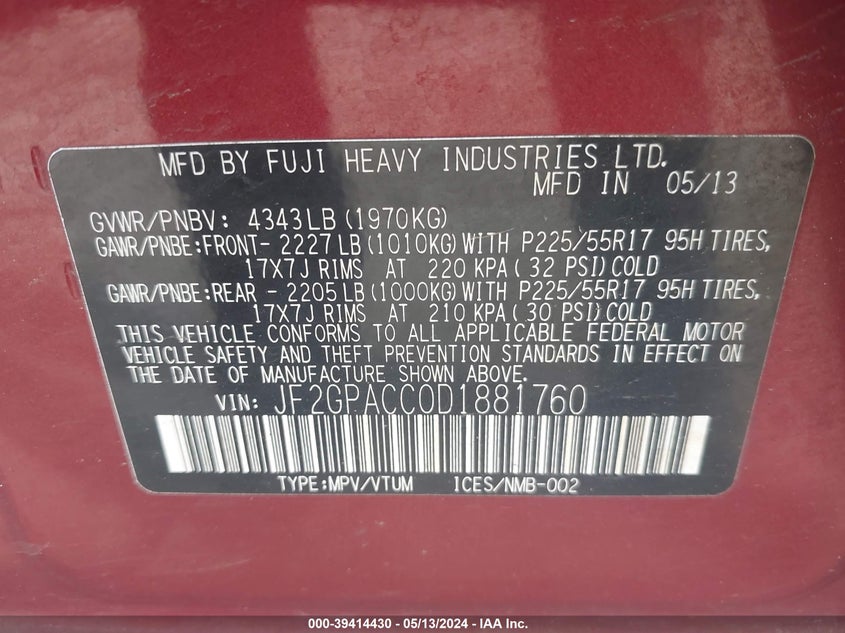 MFD BY FUJI HEAVY INDUSTRIES LTD.
MFD IN 05/13
GVWR/PNBV: 4343LB (1970KG)
GAWR/PNBE:FRONT- 2227LB (1010KG) WITH P225/55R17 95H TIRES,
17X7J RIMS AT 220 KPA ( 32 PSI) COLD
GAWR/PNBE:REAR - 2205LB (1000KG) WITH P225/55R17 95H TIRES,
17X7J RIMS AT 210 KPA ( 30 PSI) COLD
THIS VEHICLE CONFORMS TO ALL APPLICABLE FEDERAL MOTOR
VEHICLE SAFETY AND THEFT PREVENTION STANDARDS IN EFFECT ON
THE DATE OF MANUFACTURE SHOWN ABOVE.
VIN: JF2GPACC0D1881760
TYPE:MPV/VTUM ICES/NMB-002
000-39414430 - 05/13/2024 - IAA Inc.